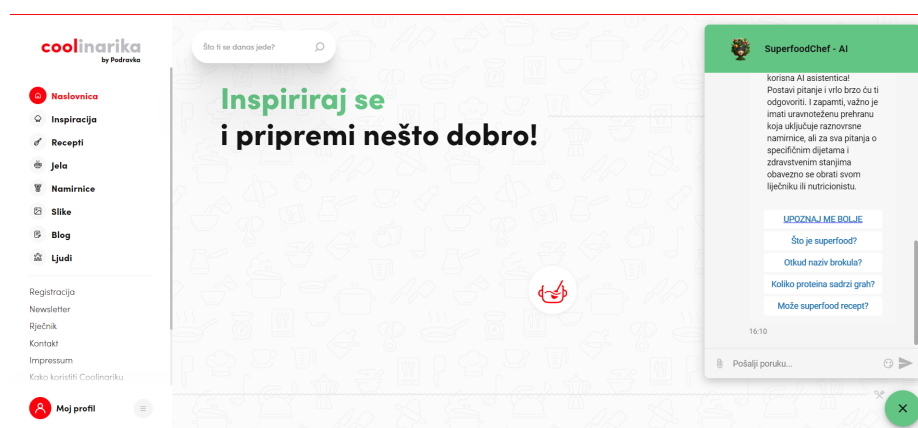 coolinarika
by Podravka
Naslovnica
Inspiracija
Recepti
Jela
Namirnice
Slike
Blog
Ljudi
Registracija
Newsletter
Rječnik
Kontakt
Impressum
Kako koristiti Coolinariku
Moj profil
Što ti se danas jede?
Inspiriraj se
i pripremi nešto dobro!
SuperfoodChef - AI
korisna AI asistentica!
Postavi pitanje i vrlo brzo ću ti
odgovoriti. I zapamti, važno je
imati uravnoteženu prehranu
koja uključuje raznovrsne
namirnice, ali za sva pitanja o
specifičnim dijetama i
zdravstvenim stanjima
obavezno se obrati svom
liječniku ili nutricionistu.
UPOZNAJ ME BOLJE
Što je superfood?
Otkud naziv brokula?
Koliko proteina sadrzi grah?
Može superfood recept?
16:10
Pošalji poruku...